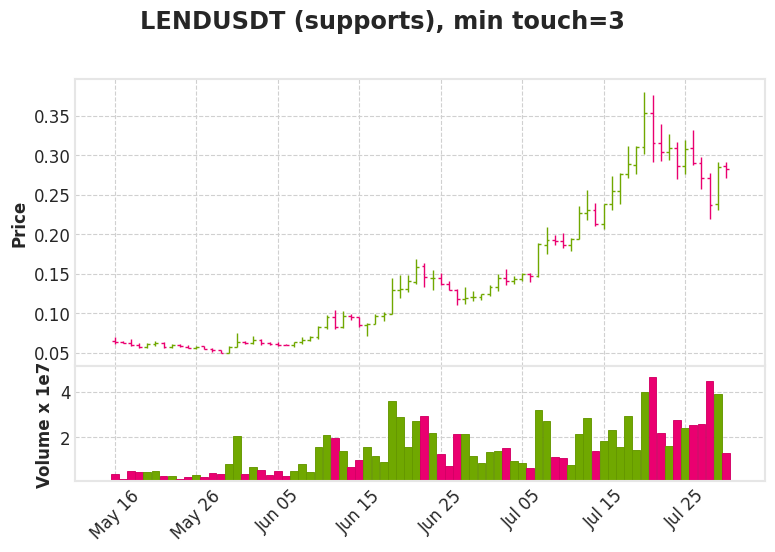 LENDUSDT (supports), min touch=3
Price
0.35
0.30
0.25
0.20
0.15
0.10
0.05
Volume x 1e7
4
2
May 16
May 26
Jun 05
Jun 15
Jun 25
Jul 05
Jul 15
Jul 25